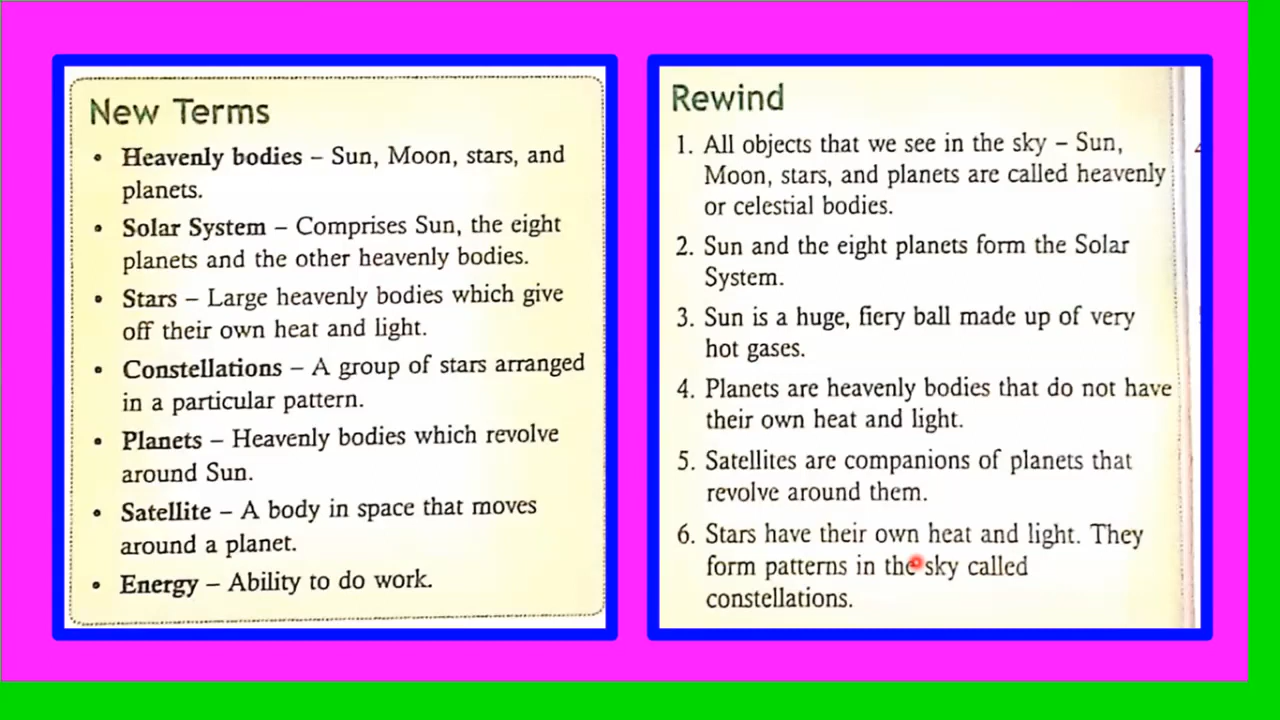 New Terms
• Heavenly bodies – Sun, Moon, stars, and
planets.
• Solar System – Comprises Sun, the eight
planets and the other heavenly bodies.
• Stars – Large heavenly bodies which give
off their own heat and light.
• Constellations – A group of stars arranged
in a particular pattern.
• Planets – Heavenly bodies which revolve
around Sun.
• Satellite – A body in space that moves
around a planet.
• Energy – Ability to do work.
Rewind
1. All objects that we see in the sky – Sun,
Moon, stars, and planets are called heavenly
or celestial bodies.
2. Sun and the eight planets form the Solar
System.
3. Sun is a huge, fiery ball made up of very
hot gases.
4. Planets are heavenly bodies that do not have
their own heat and light.
5. Satellites are companions of planets that
revolve around them.
6. Stars have their own heat and light. They
form patterns in the sky called
constellations.